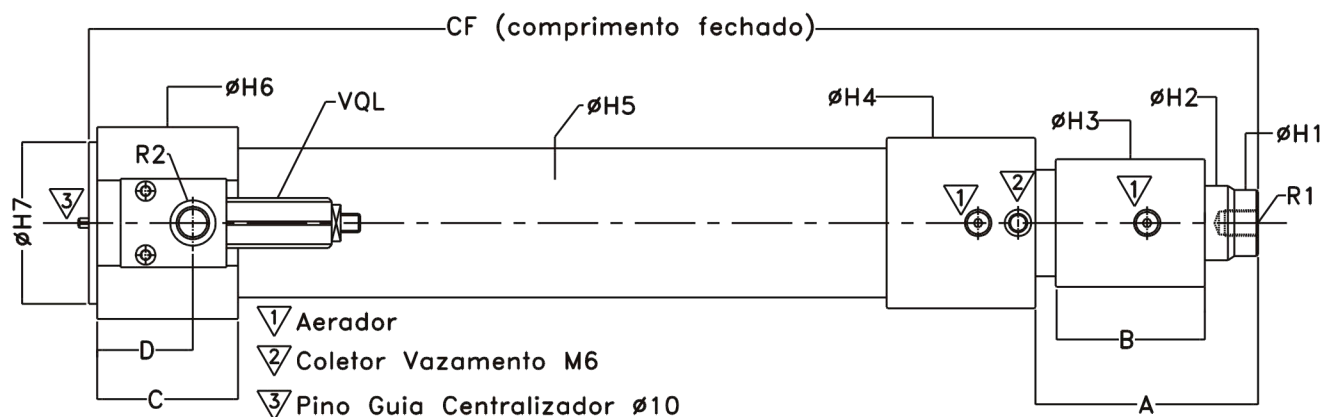 CF (comprimento fechado)
øH6
VQL
øH5
øH4
øH3
øH2
øH1
R2
R1
3
øH7
1
2
1
D
C
B
A
1 Aerador
2 Coletor Vazamento M6
3 Pino Guia Centralizador ø10